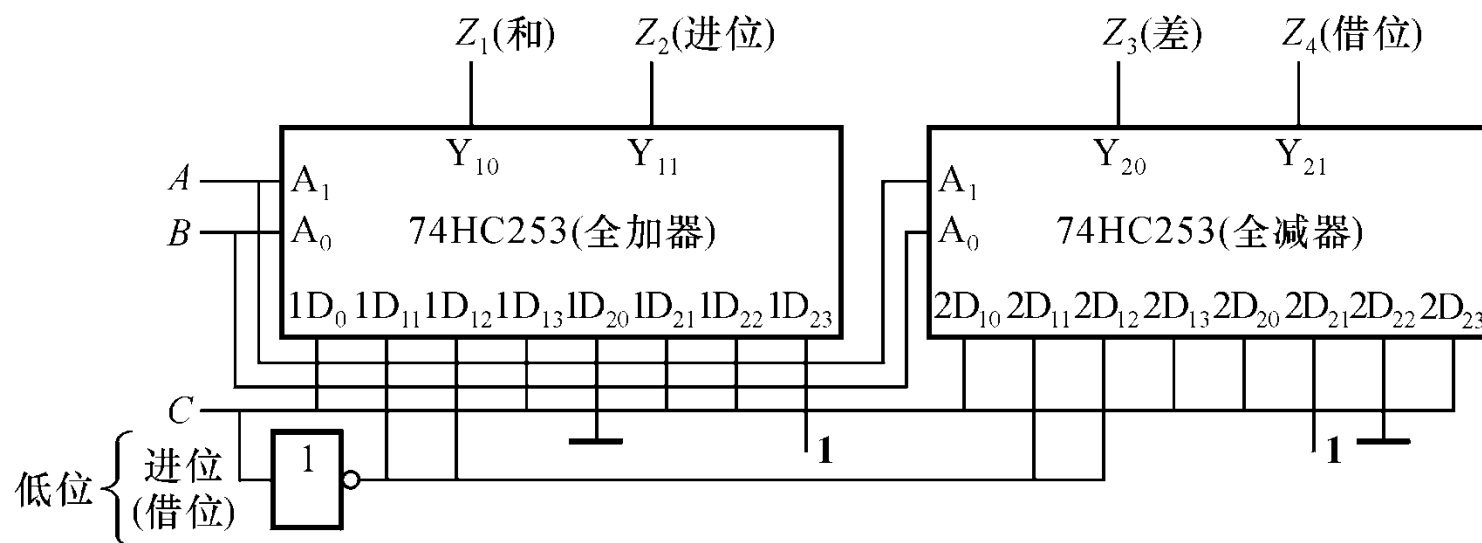 Z₁(和) Z₂(进位) Z₃(差) Z₄(借位)
Y₁₀ Y₁₁ Y₂₀ Y₂₁
A A₁ A₁
B A₀ 74HC253(全加器) A₀ 74HC253(全减器)
1D₀ 1D₁₁ 1D₁₂ 1D₁₃ 1D₂₀ 1D₂₁ 1D₂₂ 1D₂₃ 2D₁₀ 2D₁₁ 2D₁₂ 2D₁₃ 2D₂₀ 2D₂₁ 2D₂₂ 2D₂₃
C
1 1 1
低位 { 进位
(借位)